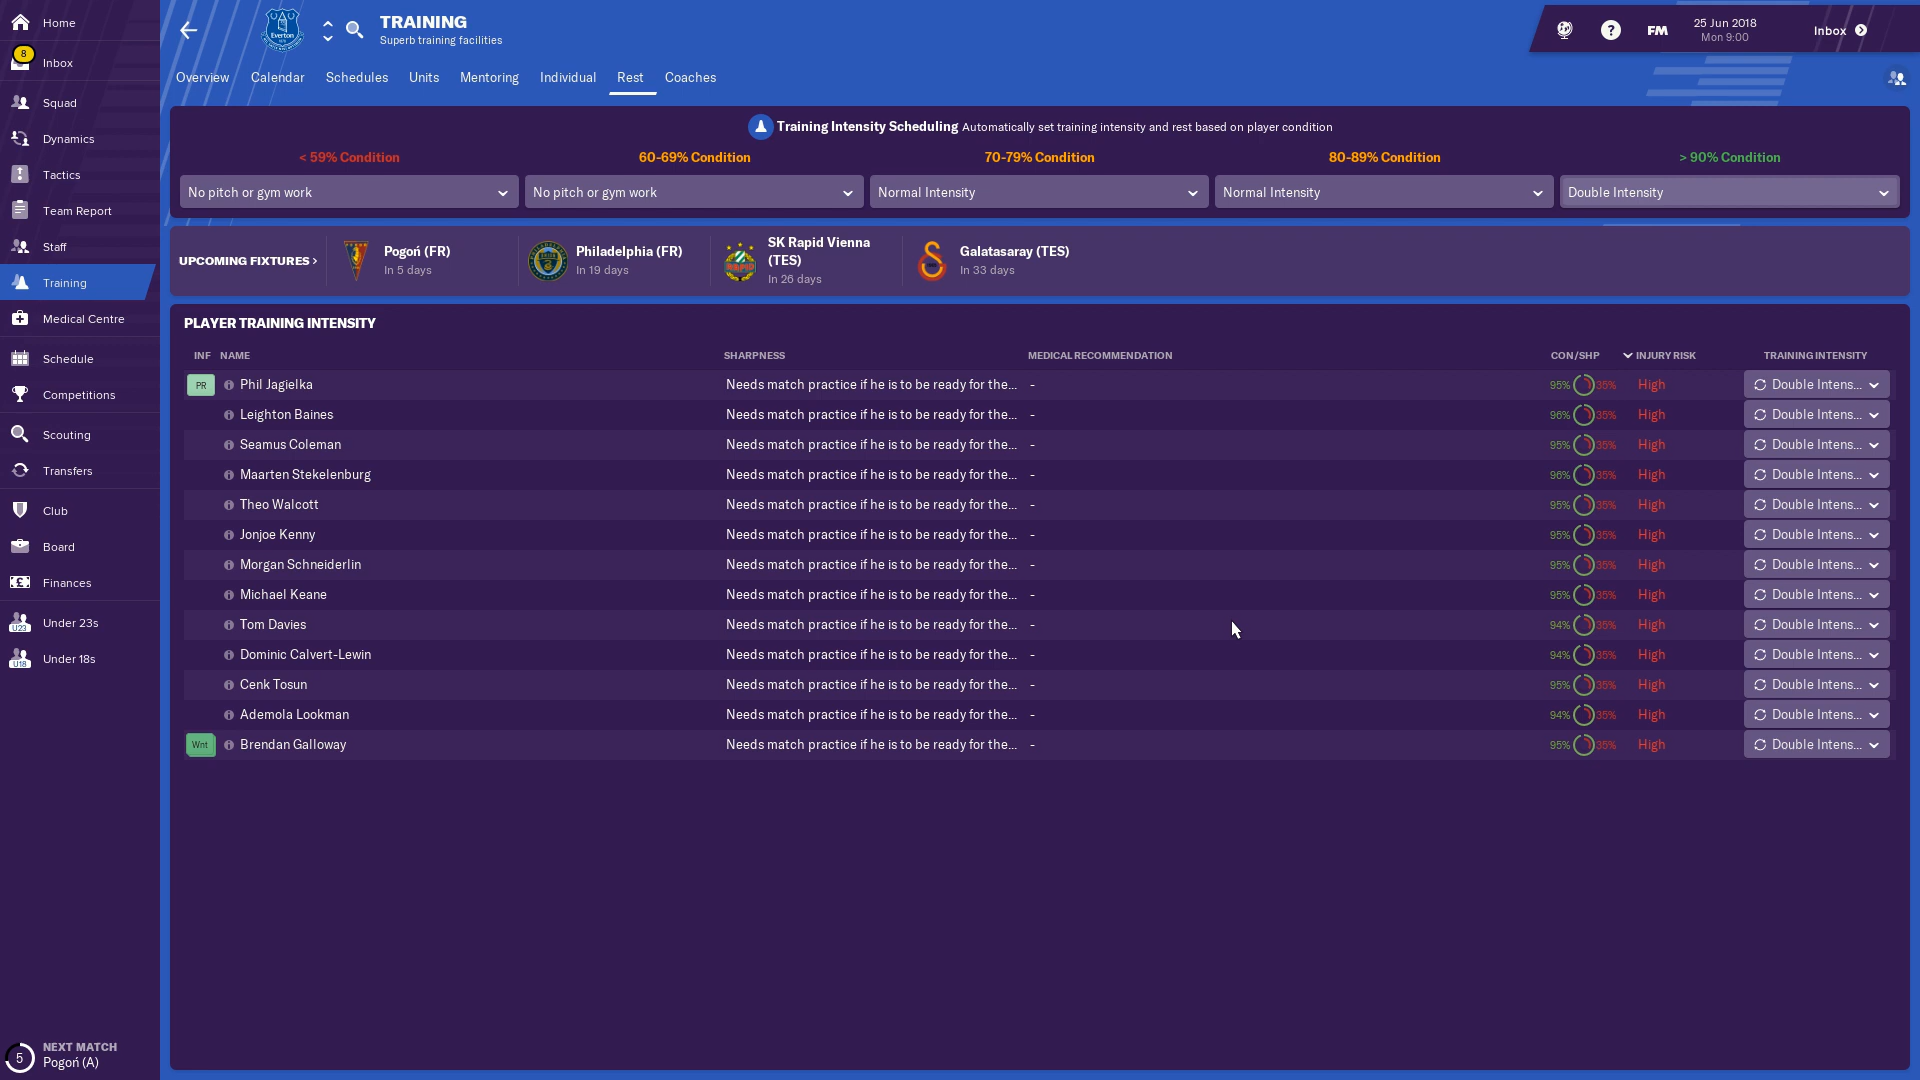 Home
8
Inbox
Squad
Dynamics
Tactics
Team Report
Staff
Training
Medical Centre
Schedule
Competitions
Scouting
Transfers
Club
Board
Finances
U23
Under 23s
U18
Under 18s
5
NEXT MATCH
Pogoń (A)
Everton
TRAINING
Superb training facilities
?
FM
25 Jun 2018
Mon 9:00
Inbox
Overview Calendar Schedules Units Mentoring Individual Rest Coaches
Training Intensity Scheduling Automatically set training intensity and rest based on player condition
< 59% Condition 60-69% Condition 70-79% Condition 80-89% Condition > 90% Condition
No pitch or gym work No pitch or gym work Normal Intensity Normal Intensity Double Intensity
UPCOMING FIXTURES >
Pogoń (FR)
In 5 days
Philadelphia (FR)
In 19 days
SK Rapid Vienna
(TES)
In 26 days
Galatasaray (TES)
In 33 days
PLAYER TRAINING INTENSITY
INF NAME SHARPNESS MEDICAL RECOMMENDATION CON/SHP INJURY RISK TRAINING INTENSITY
PR Phil Jagielka Needs match practice if he is to be ready for the... - 95% 35% High Double Intens...
Leighton Baines Needs match practice if he is to be ready for the... - 96% 35% High Double Intens...
Seamus Coleman Needs match practice if he is to be ready for the... - 95% 35% High Double Intens...
Maarten Stekelenburg Needs match practice if he is to be ready for the... - 96% 35% High Double Intens...
Theo Walcott Needs match practice if he is to be ready for the... - 95% 35% High Double Intens...
Jonjoe Kenny Needs match practice if he is to be ready for the... - 95% 35% High Double Intens...
Morgan Schneiderlin Needs match practice if he is to be ready for the... - 95% 35% High Double Intens...
Michael Keane Needs match practice if he is to be ready for the... - 95% 35% High Double Intens...
Tom Davies Needs match practice if he is to be ready for the... - 94% 35% High Double Intens...
Dominic Calvert-Lewin Needs match practice if he is to be ready for the... - 94% 35% High Double Intens...
Cenk Tosun Needs match practice if he is to be ready for the... - 95% 35% High Double Intens...
Ademola Lookman Needs match practice if he is to be ready for the... - 94% 35% High Double Intens...
Wnt Brendan Galloway Needs match practice if he is to be ready for the... - 95% 35% High Double Intens...